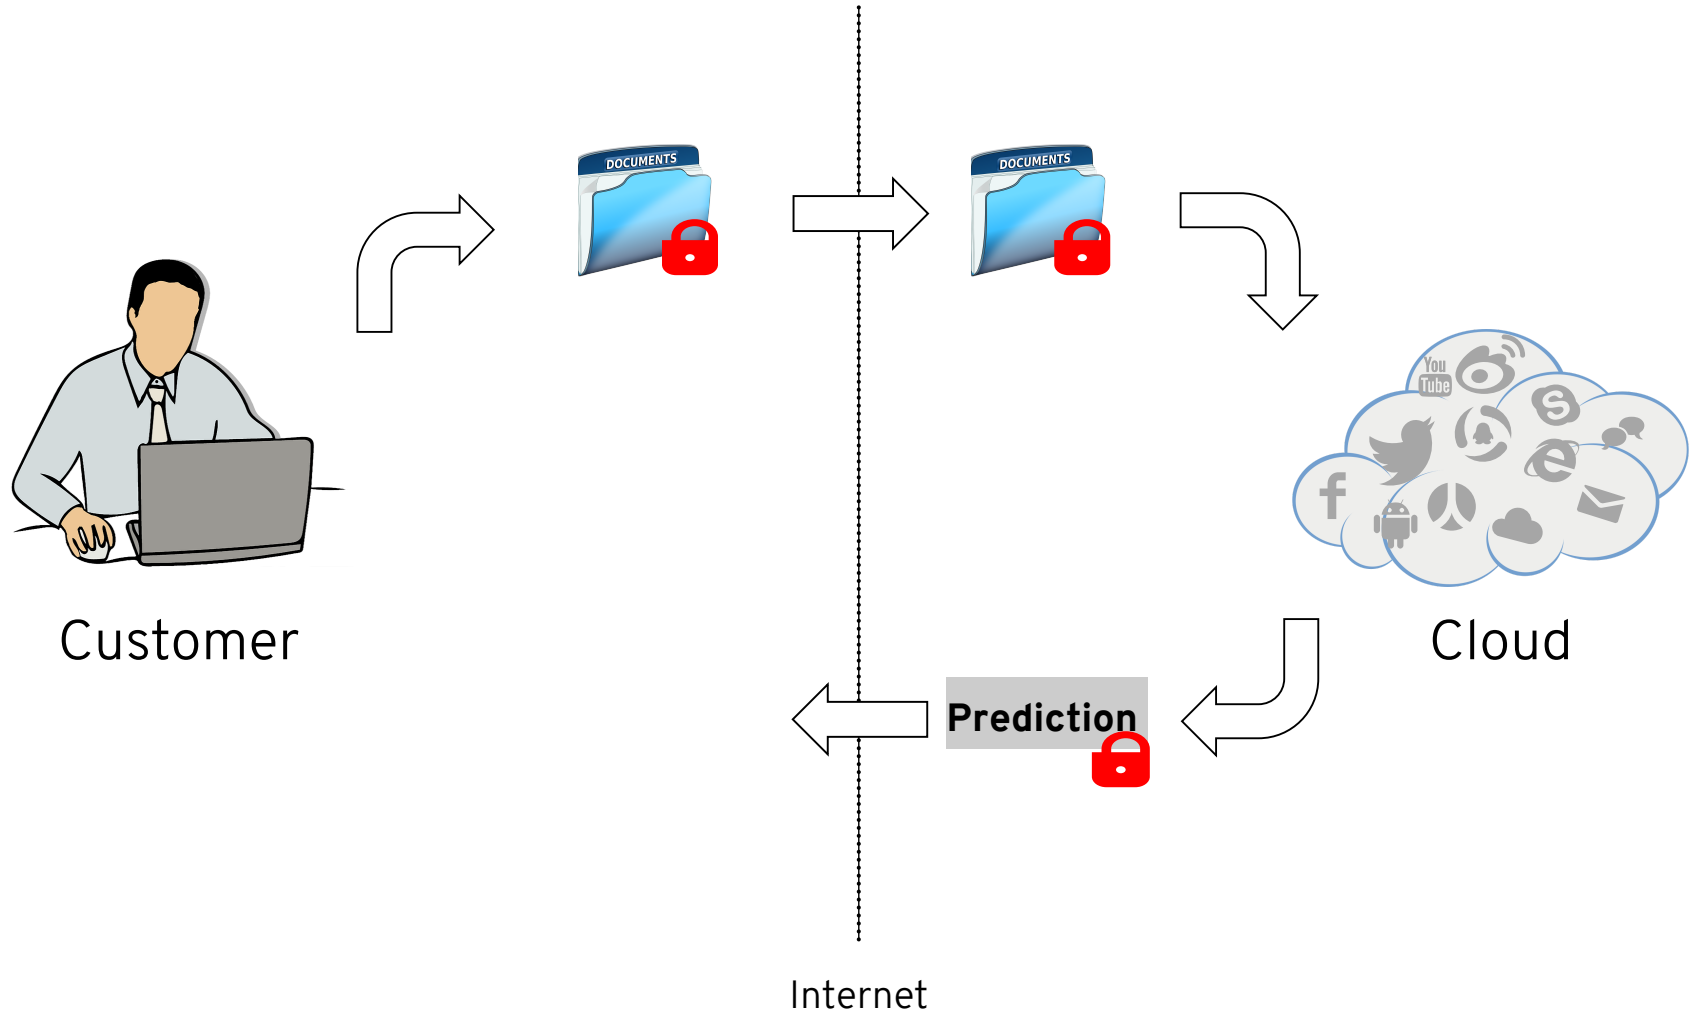 DOCUMENTS
DOCUMENTS
You
Tube
Customer
Cloud
Prediction
Internet